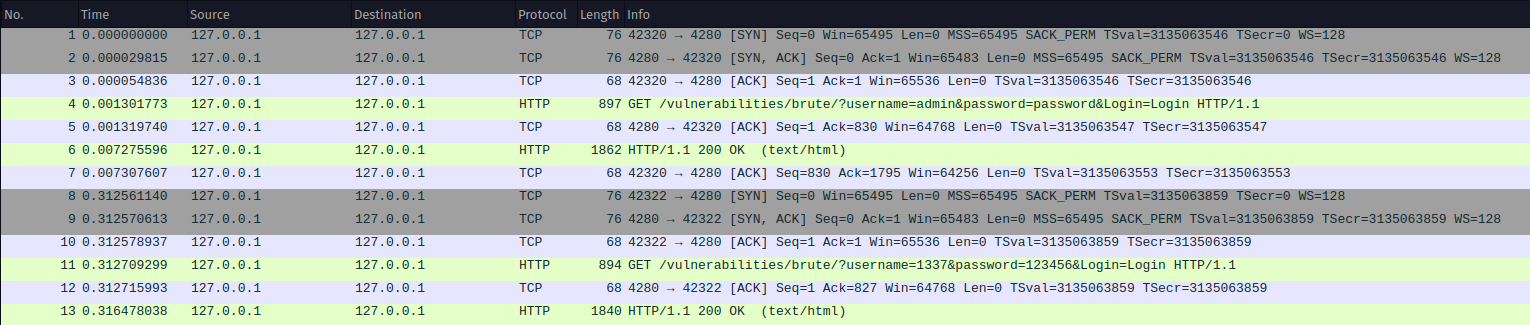 No. Time Source Destination Protocol Length Info
1 0.000000000 127.0.0.1 127.0.0.1 TCP 76 42320 → 4280 [SYN] Seq=0 Win=65495 Len=0 MSS=65495 SACK_PERM TSval=3135063546 TSecr=0 WS=128
2 0.000029815 127.0.0.1 127.0.0.1 TCP 76 4280 → 42320 [SYN, ACK] Seq=0 Ack=1 Win=65483 Len=0 MSS=65495 SACK_PERM TSval=3135063546 TSecr=3135063546 WS=128
3 0.000054836 127.0.0.1 127.0.0.1 TCP 68 42320 → 4280 [ACK] Seq=1 Ack=1 Win=65536 Len=0 TSval=3135063546 TSecr=3135063546
4 0.001301773 127.0.0.1 127.0.0.1 HTTP 897 GET /vulnerabilities/brute/?username=admin&password=password&Login=Login HTTP/1.1
5 0.001319740 127.0.0.1 127.0.0.1 TCP 68 4280 → 42320 [ACK] Seq=1 Ack=830 Win=64768 Len=0 TSval=3135063547 TSecr=3135063547
6 0.007275596 127.0.0.1 127.0.0.1 HTTP 1862 HTTP/1.1 200 OK (text/html)
7 0.007307607 127.0.0.1 127.0.0.1 TCP 68 42320 → 4280 [ACK] Seq=830 Ack=1795 Win=64256 Len=0 TSval=3135063553 TSecr=3135063553
8 0.312561140 127.0.0.1 127.0.0.1 TCP 76 42322 → 4280 [SYN] Seq=0 Win=65495 Len=0 MSS=65495 SACK_PERM TSval=3135063859 TSecr=0 WS=128
9 0.312570613 127.0.0.1 127.0.0.1 TCP 76 4280 → 42322 [SYN, ACK] Seq=0 Ack=1 Win=65483 Len=0 MSS=65495 SACK_PERM TSval=3135063859 TSecr=3135063859 WS=128
10 0.312578937 127.0.0.1 127.0.0.1 TCP 68 42322 → 4280 [ACK] Seq=1 Ack=1 Win=65536 Len=0 TSval=3135063859 TSecr=3135063859
11 0.312709299 127.0.0.1 127.0.0.1 HTTP 894 GET /vulnerabilities/brute/?username=1337&password=123456&Login=Login HTTP/1.1
12 0.312715993 127.0.0.1 127.0.0.1 TCP 68 4280 → 42322 [ACK] Seq=1 Ack=827 Win=64768 Len=0 TSval=3135063859 TSecr=3135063859
13 0.316478038 127.0.0.1 127.0.0.1 HTTP 1840 HTTP/1.1 200 OK (text/html)